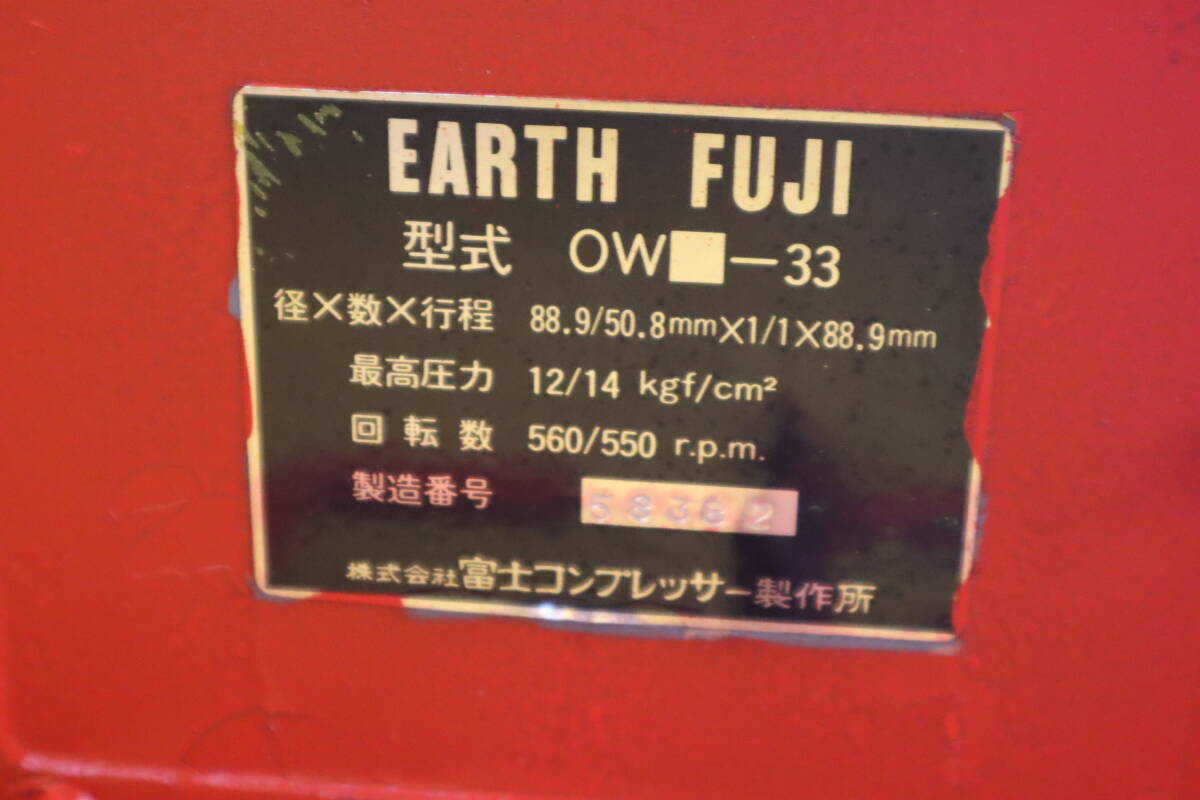 EARTH FUJI
型式 OW□-33
径×数×行程 88.9/50.8mm×1/1×88.9mm
最高圧力 12/14 kgf/cm²
回転数 560/550 r.p.m.
製造番号 58362
株式会社富士コンプレッサー製作所